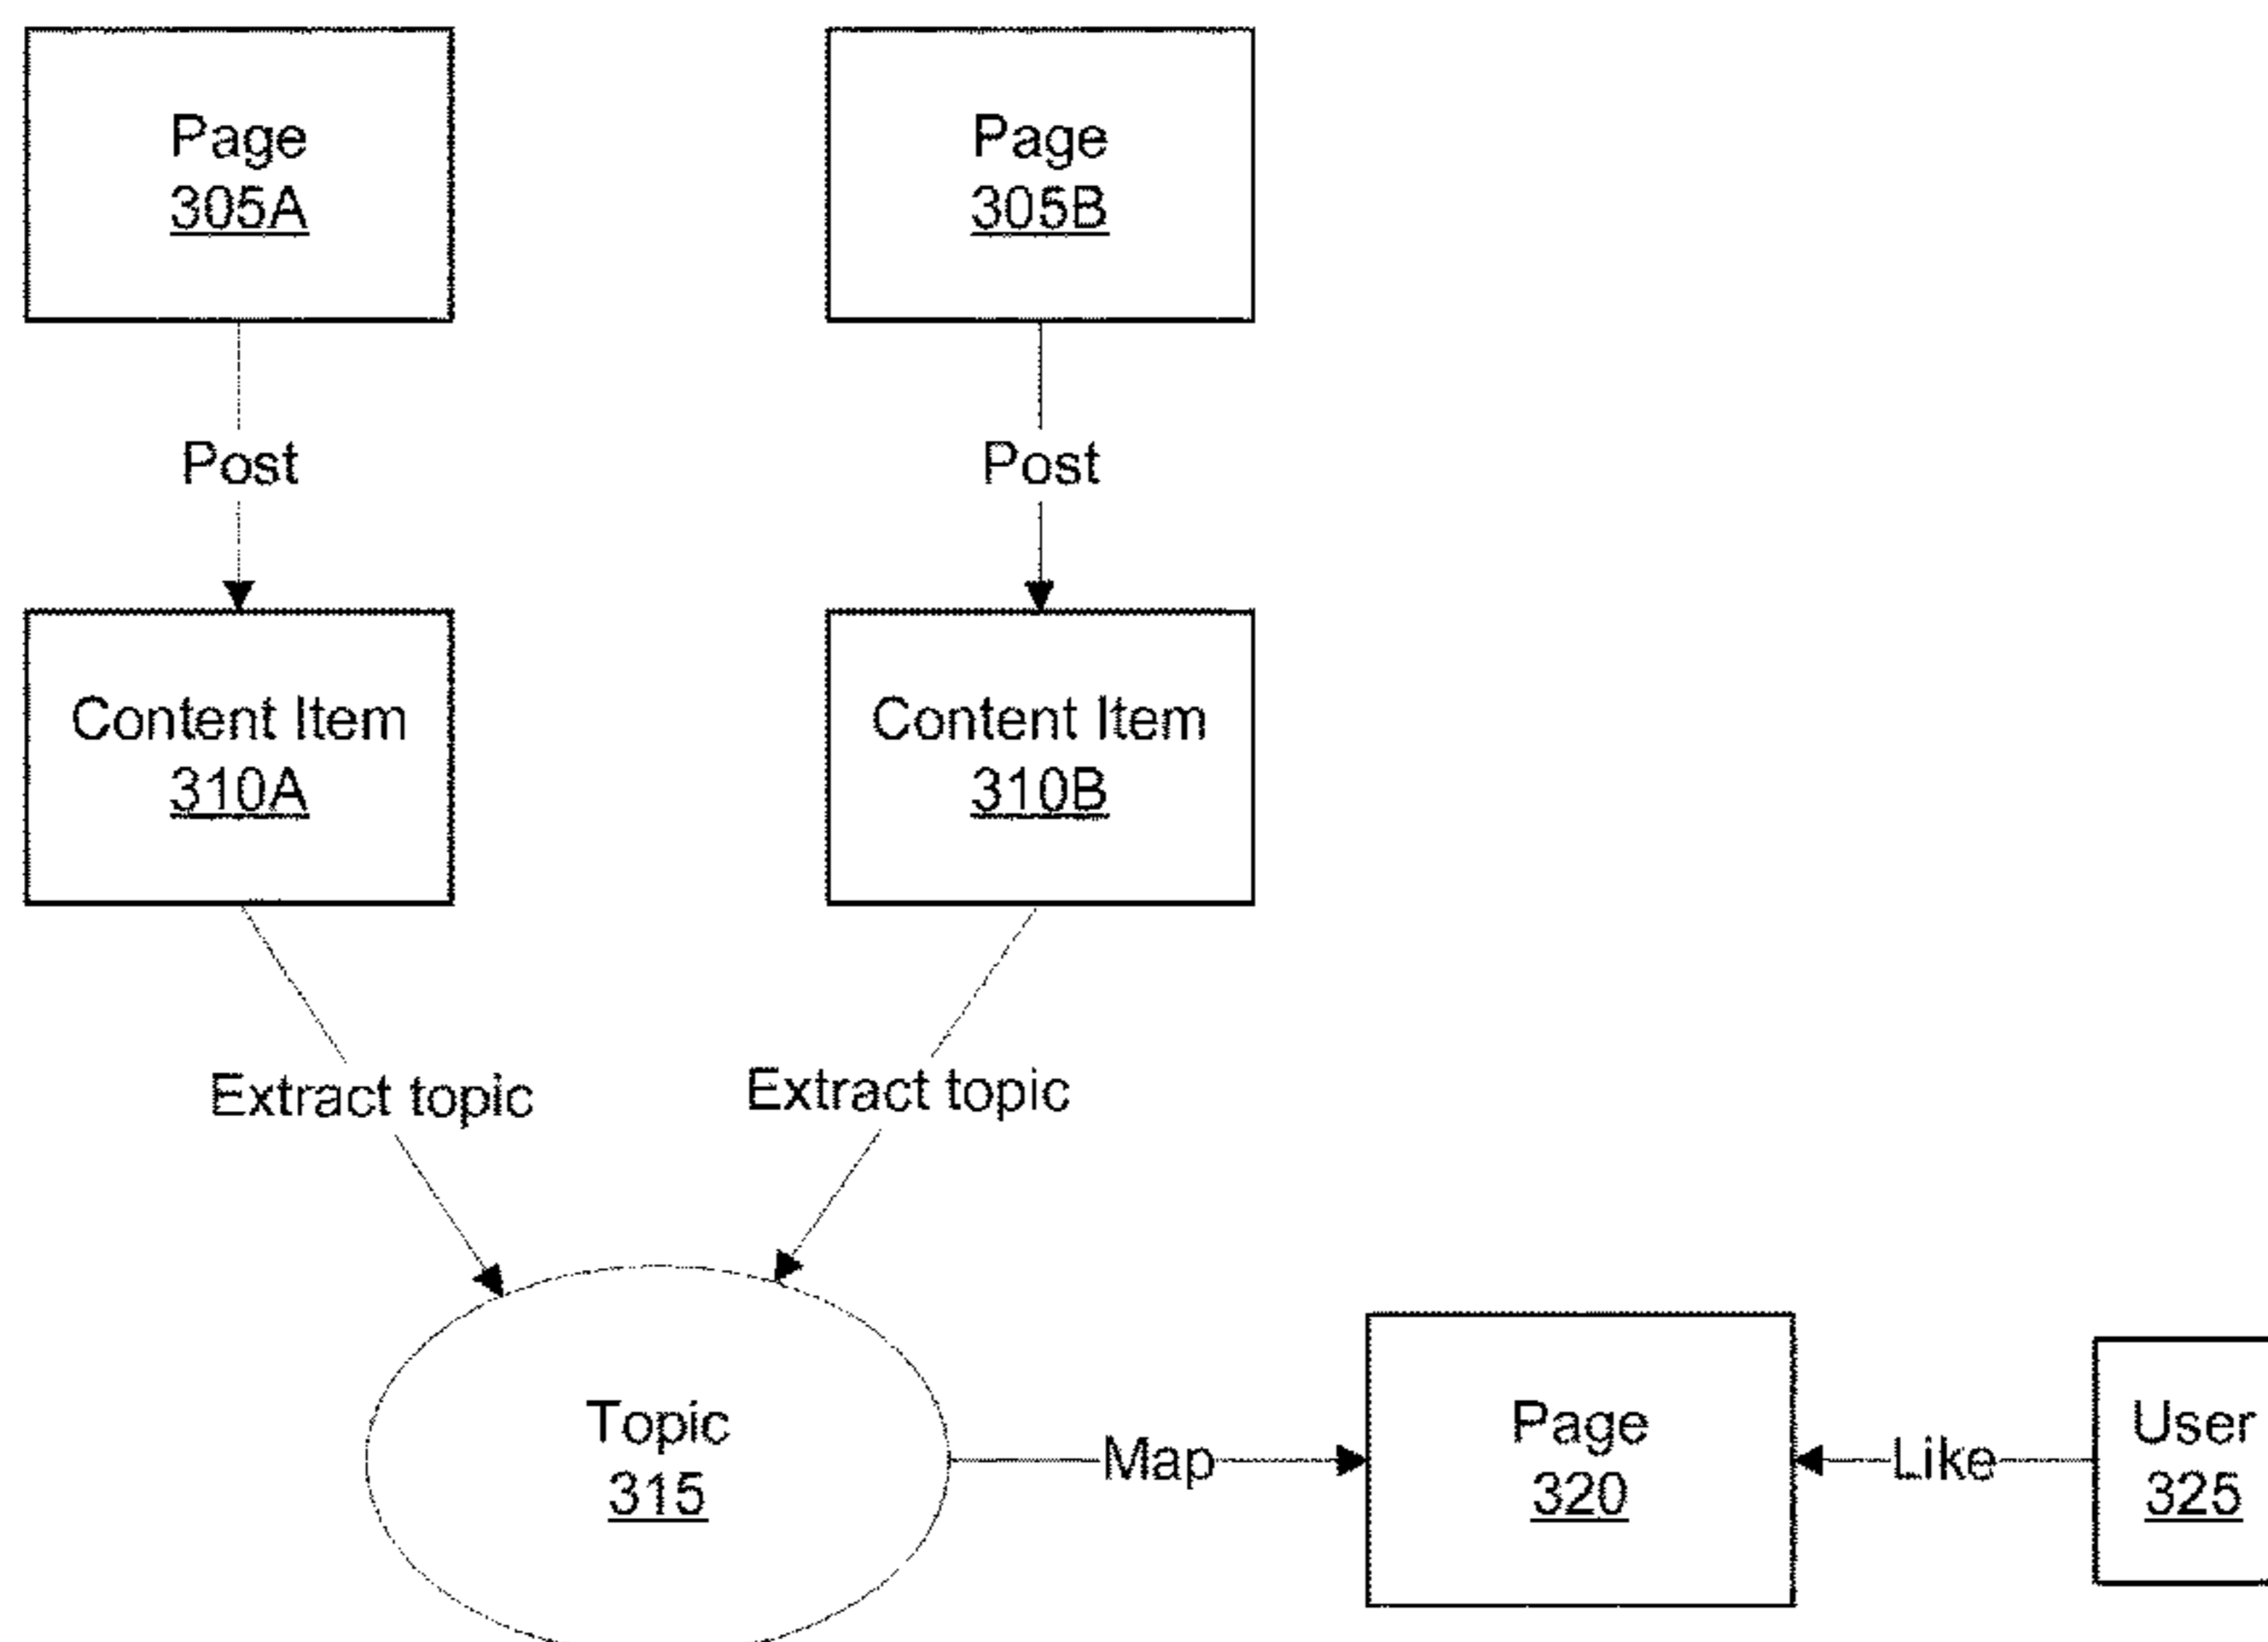 Page
305A
Page
305B
Post
Post
Content Item
310A
Content Item
310B
Extract topic
Extract topic
Topic
315
Map
Page
320
Like
User
325